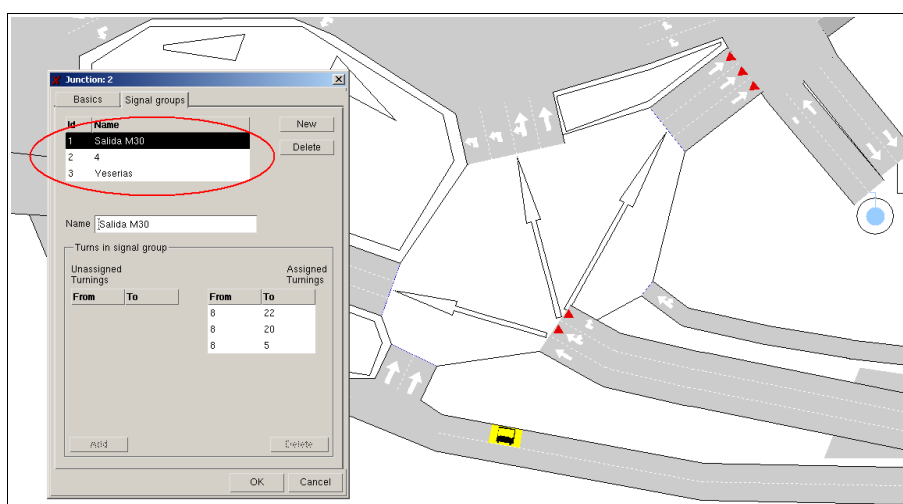 Junction: 2
Basics Signal groups
Id Name
1 Salida M30
2 4
3 Yeserias
New
Delete
Name Salida M30
Turns in signal group
Unassigned Turnings
From To
Assigned Turnings
From To
8 22
8 20
8 5
Add Delete
OK Cancel